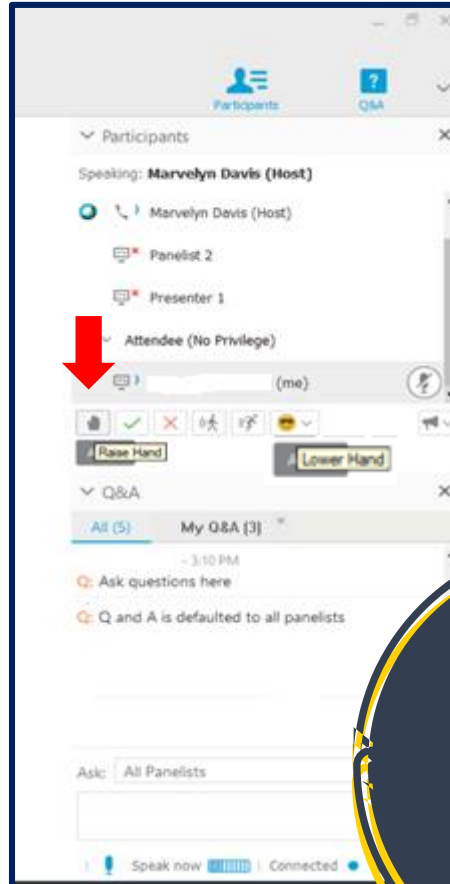 Participants
Q&A
Participants
Speaking: Marvelyn Davis (Host)
Marvelyn Davis (Host)
Panelist 2
Presenter 1
Attendee (No Privilege)
(me)
Raise Hand
Lower Hand
Q&A
All (5)
My Q&A (3)
- 3:10 PM
Q: Ask questions here
Q: Q and A is defaulted to all panelists
Ask: All Panelists
Speak now
Connected